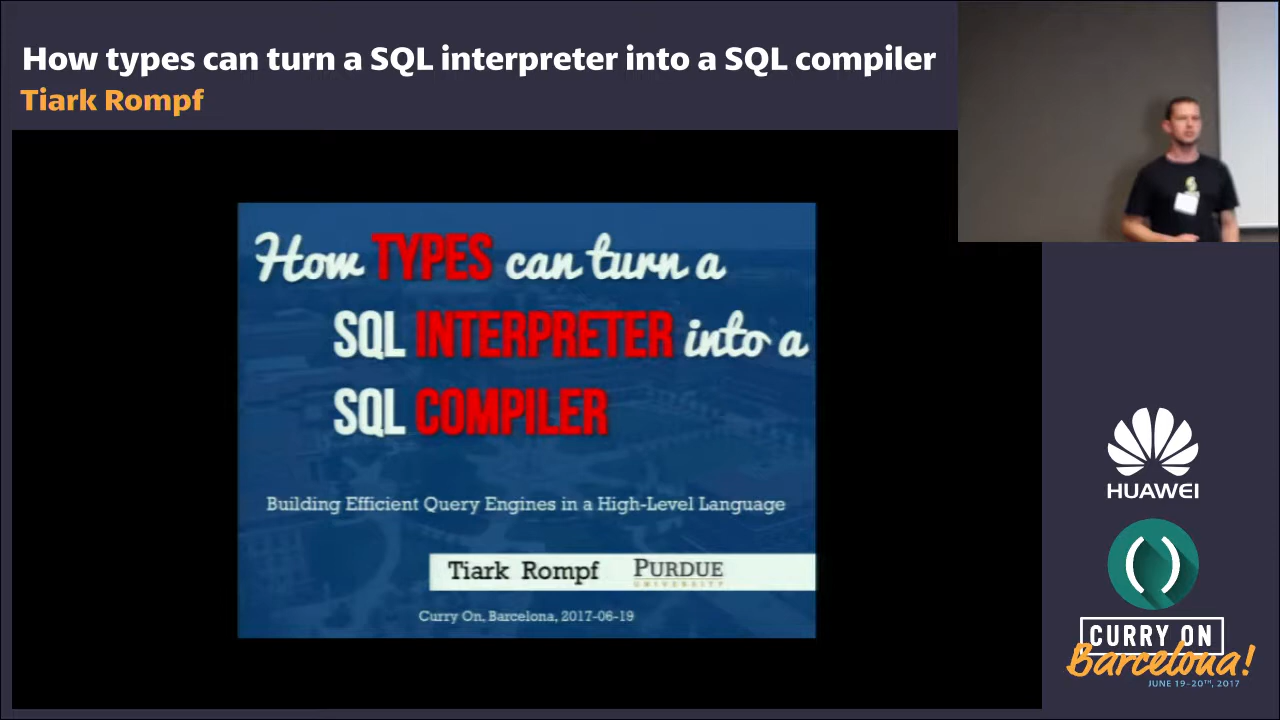 How types can turn a SQL interpreter into a SQL compiler
Tiark Rompf
How TYPES can turn a
SQL INTERPRETER into a
SQL COMPILER
Building Efficient Query Engines in a High-Level Language
Tiark Rompf PURDUE
UNIVERSITY
Curry On, Barcelona, 2017-06-19
HUAWEI
CURRY ON
Barcelona!
JUNE 19-20TH, 2017